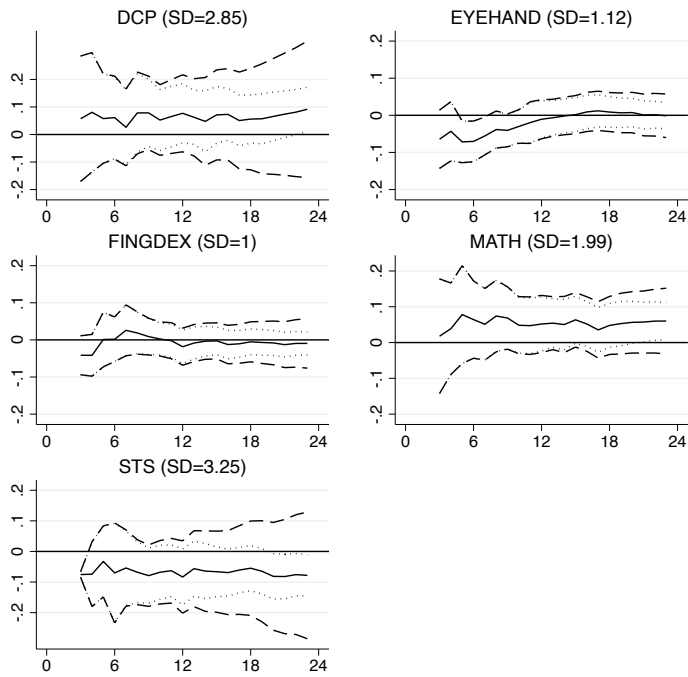 DCP (SD=2.85)
.2
.1
0
-.1
-.2
0 6 12 18 24
EYEHAND (SD=1.12)
.2
.1
0
-.1
-.2
0 6 12 18 24
FINGDEX (SD=1)
.2
.1
0
-.1
-.2
0 6 12 18 24
MATH (SD=1.99)
.2
.1
0
-.1
-.2
0 6 12 18 24
STS (SD=3.25)
.2
.1
0
-.1
-.2
0 6 12 18 24